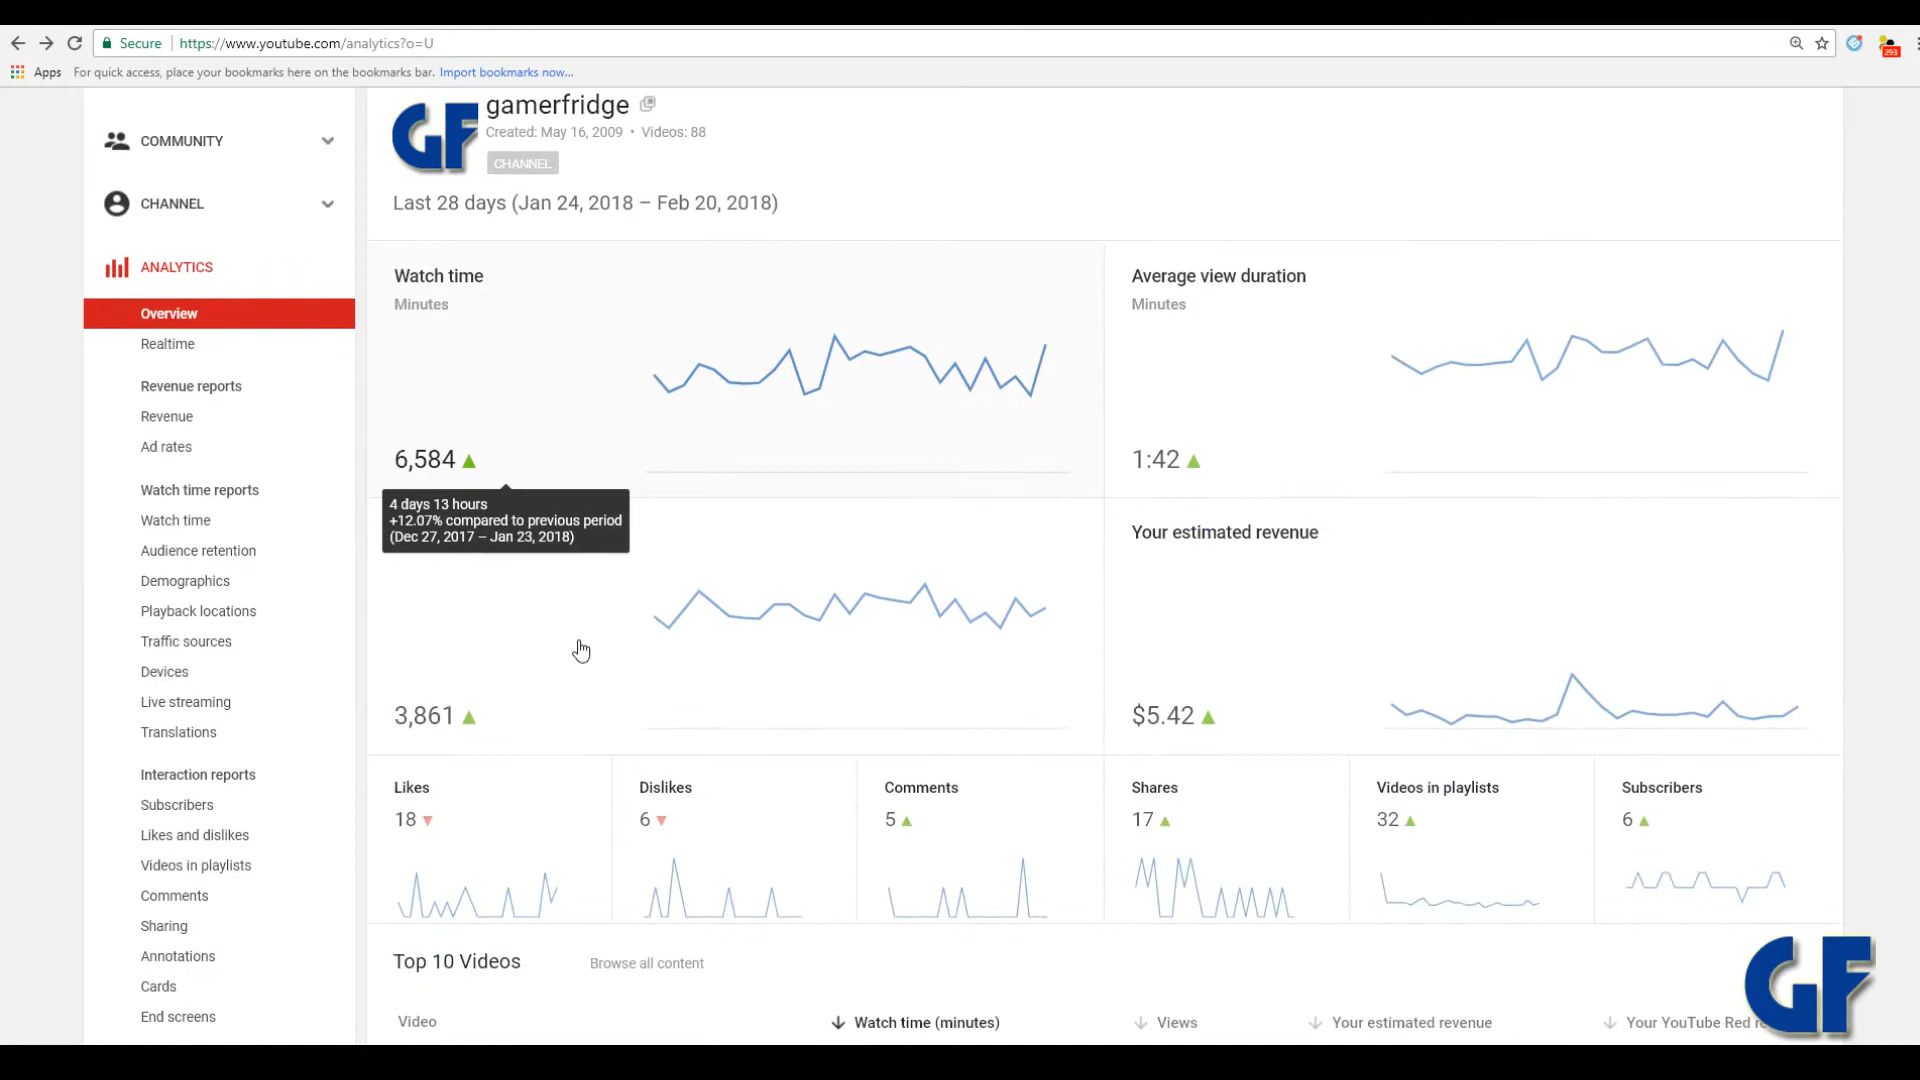 Secure https://www.youtube.com/analytics?o=U
293
Apps For quick access, place your bookmarks here on the bookmarks bar. Import bookmarks now...
COMMUNITY
CHANNEL
ANALYTICS
Overview
Realtime
Revenue reports
Revenue
Ad rates
Watch time reports
Watch time
Audience retention
Demographics
Playback locations
Traffic sources
Devices
Live streaming
Translations
Interaction reports
Subscribers
Likes and dislikes
Videos in playlists
Comments
Sharing
Annotations
Cards
End screens
GF
gamerfridge
Created: May 16, 2009 • Videos: 88
CHANNEL
Last 28 days (Jan 24, 2018 – Feb 20, 2018)
Watch time
Minutes
6,584
4 days 13 hours
+12.07% compared to previous period
(Dec 27, 2017 – Jan 23, 2018)
Average view duration
Minutes
1:42
3,861
Your estimated revenue
$5.42
Likes
18
Dislikes
6
Comments
5
Shares
17
Videos in playlists
32
Subscribers
6
Top 10 Videos Browse all content
Video Watch time (minutes) Views Your estimated revenue Your YouTube Red
GF